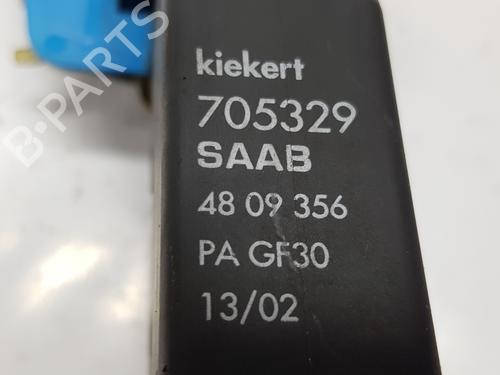 kiekert
705329
SAAB
48 09 356
PA GF30
13/02
B-PARTS